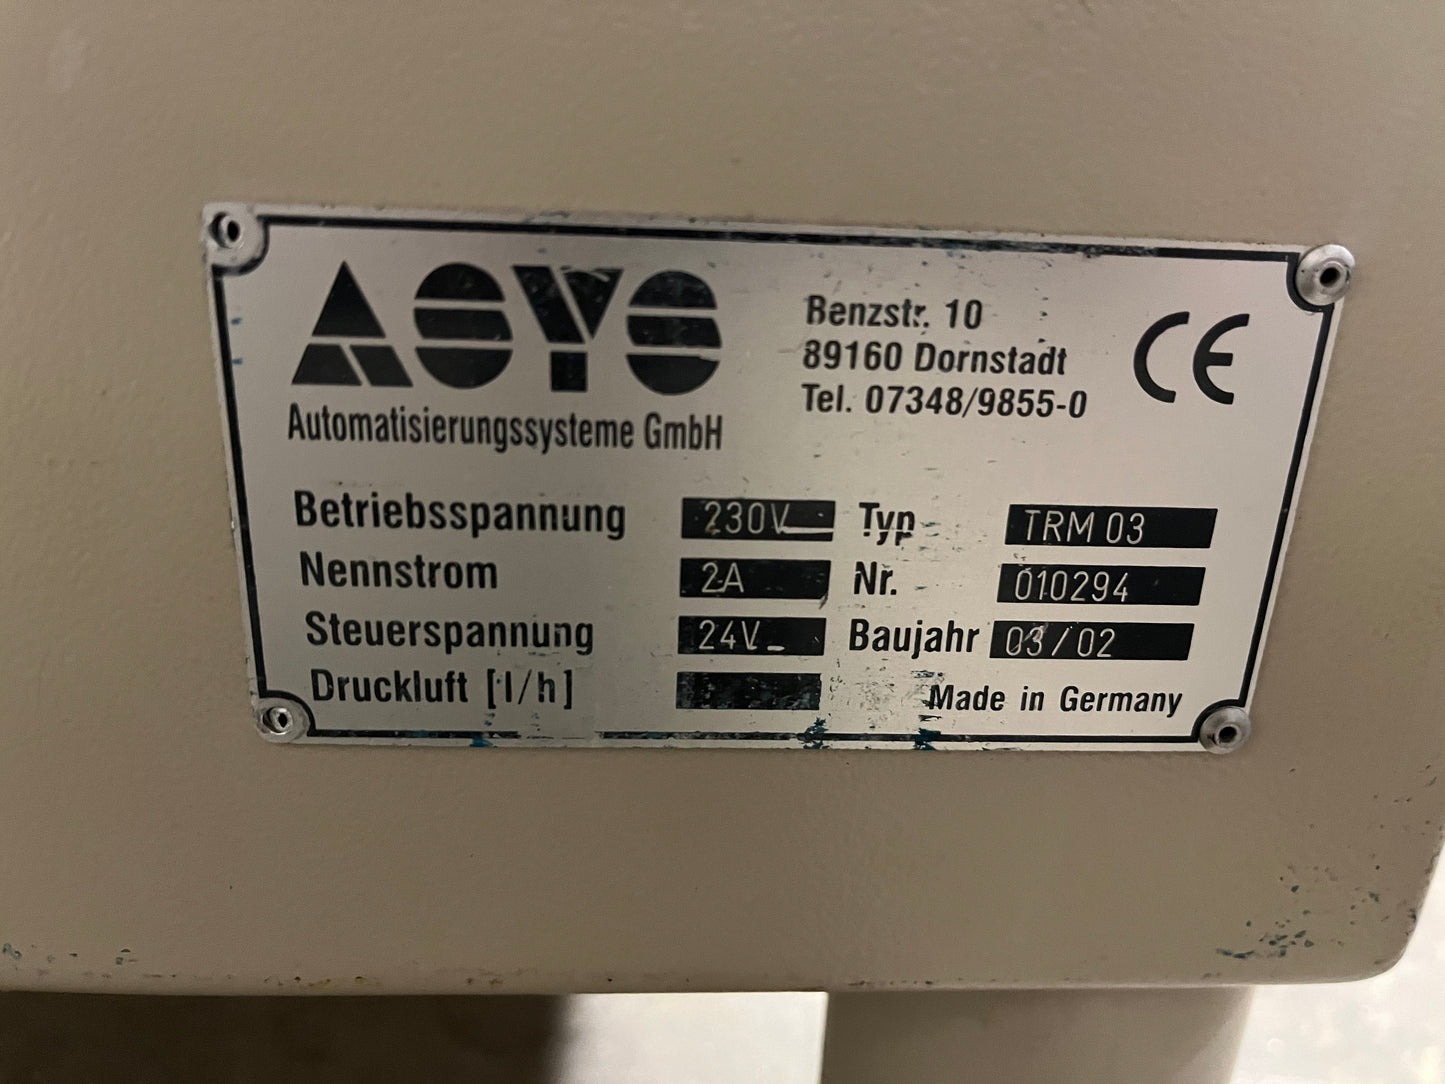 ASYS
Automatisierungssysteme GmbH
Benzstr. 10
89160 Dornstadt
Tel. 07348/9855-0
CE
Betriebsspannung 230V Typ TRM 03
Nennstrom 2A Nr. 010294
Steuerspannung 24V Baujahr 03/02
Druckluft [l/h]
Made in Germany